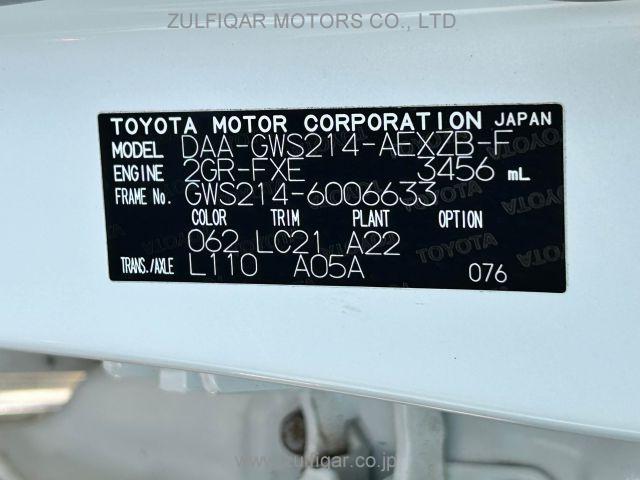 ZULFIQAR MOTORS CO., LTD
TOYOTA MOTOR CORPORATION JAPAN
MODEL DAA-GWS214-AEXZB-F
ENGINE 2GR-FXE 3456 mL
FRAME No. GWS214-6006633
COLOR TRIM PLANT OPTION
062 LC21 A22
TRANS./AXLE L110 A05A 076
www.zulfiqar.co.jp